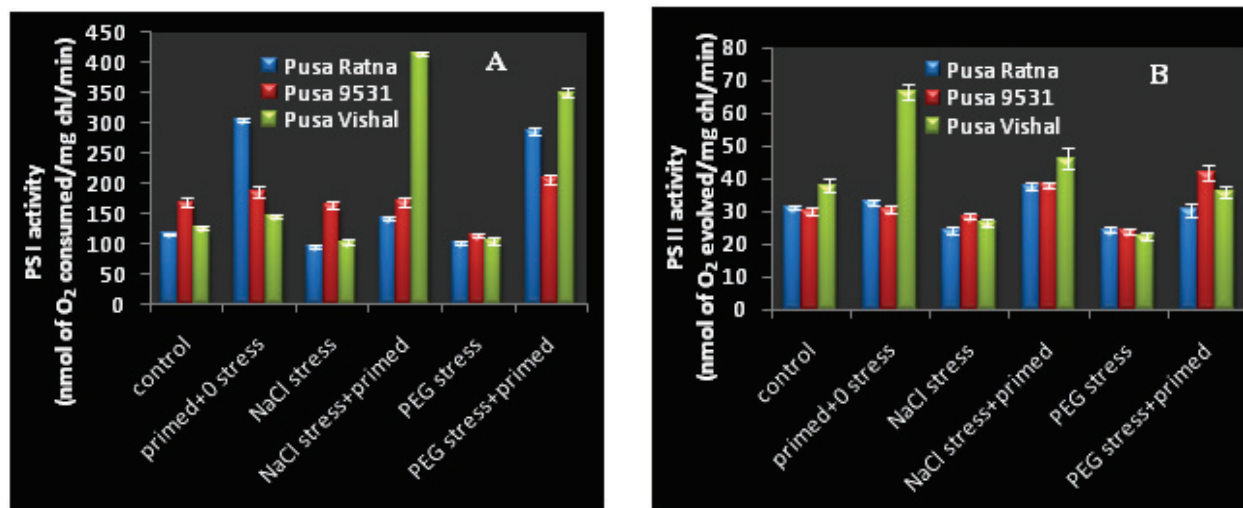 A
Pusa Ratna
Pusa 9531
Pusa Vishal
PS I activity
(nmol of O₂ consumed/mg chl/min)
450
400
350
300
250
200
150
100
50
0
control
primed+0 stress
NaCl stress
NaCl stress+primed
PEG stress
PEG stress+primed
B
Pusa Ratna
Pusa 9531
Pusa Vishal
PS II activity
(nmol of O₂ evolved/mg chl/min)
80
70
60
50
40
30
20
10
0
control
primed+0 stress
NaCl stress
NaCl stress+primed
PEG stress
PEG stress+primed